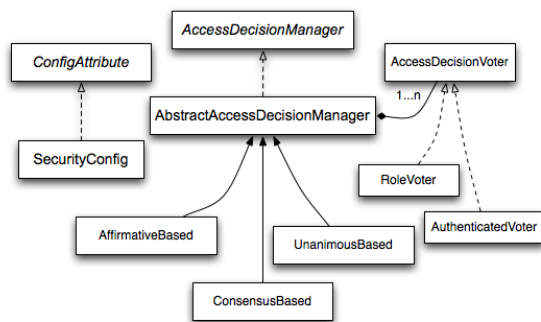 AccessDecisionManager
ConfigAttribute
AccessDecisionVoter
1...n
AbstractAccessDecisionManager
SecurityConfig
RoleVoter
AffirmativeBased
UnanimousBased
AuthenticatedVoter
ConsensusBased